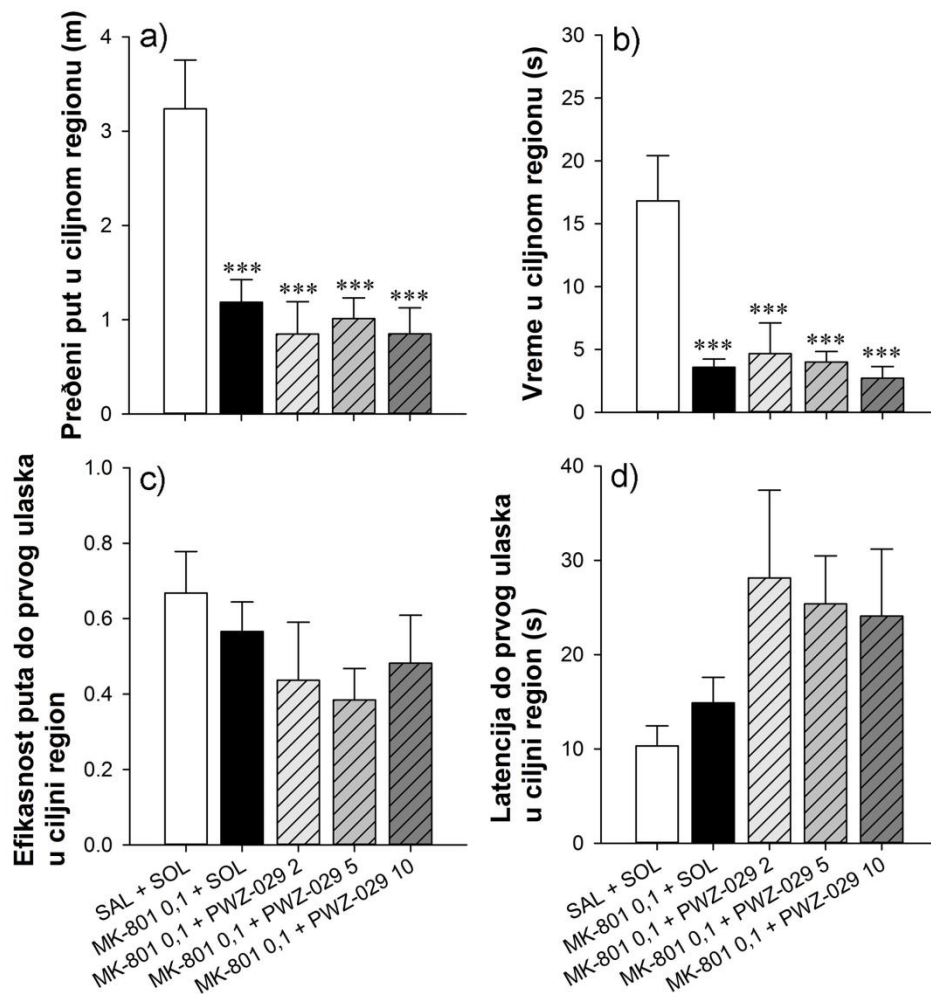 a)
Pređeni put u ciljnom regionu (m)
4
3
2
1
0
***
***
***
***
b)
Vreme u ciljnom regionu (s)
30
25
20
15
10
5
0
***
***
***
***
c)
Efikasnost puta do prvog ulaska
u ciljni region
1.0
0.8
0.6
0.4
0.2
0.0
SAL + SOL
MK-801 0,1 + SOL
MK-801 0,1 + PWZ-029 2
MK-801 0,1 + PWZ-029 5
MK-801 0,1 + PWZ-029 10
d)
Latencija do prvog ulaska
u ciljni region (s)
40
30
20
10
0
SAL + SOL
MK-801 0,1 + SOL
MK-801 0,1 + PWZ-029 2
MK-801 0,1 + PWZ-029 5
MK-801 0,1 + PWZ-029 10